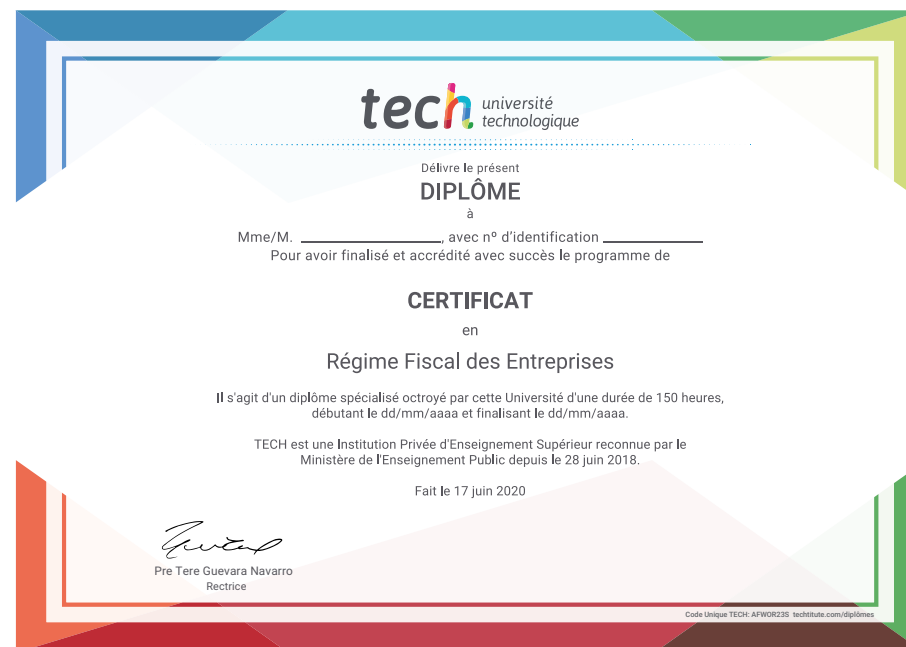 tech université
technologique
Délivre le présent
DIPLÔME
à
Mme/M. ____________________, avec nº d'identification ______________
Pour avoir finalisé et accrédité avec succès le programme de
CERTIFICAT
en
Régime Fiscal des Entreprises
Il s'agit d'un diplôme spécialisé octroyé par cette Université d'une durée de 150 heures,
débutant le dd/mm/aaaa et finalisant le dd/mm/aaaa.
TECH est une Institution Privée d'Enseignement Supérieur reconnue par le
Ministère de l'Enseignement Public depuis le 28 juin 2018.
Fait le 17 juin 2020
Pre Tere Guevara Navarro
Rectrice
Code Unique TECH: AFWOR23S techtitute.com/diplômes